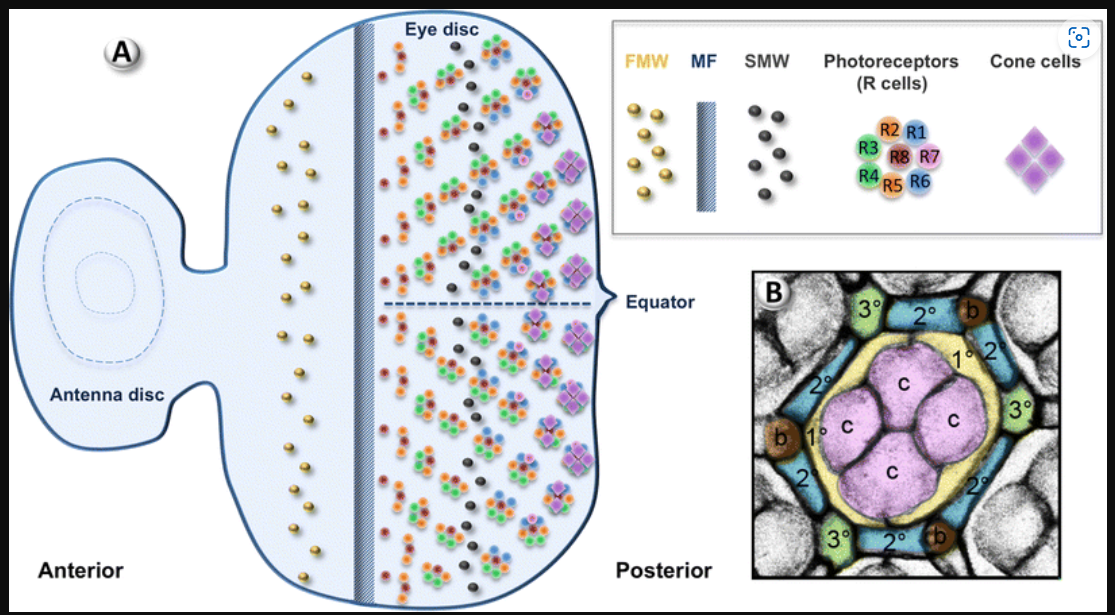 A
Eye disc
Antenna disc
Anterior
Posterior
Equator
FMW
MF
SMW
Photoreceptors
(R cells)
Cone cells
R2
R1
R3
R8
R7
R4
R5
R6
B
3°
2°
b
1°
2°
2°
c
3°
c
c
b
1°
c
2°
2°
3°
2°
b